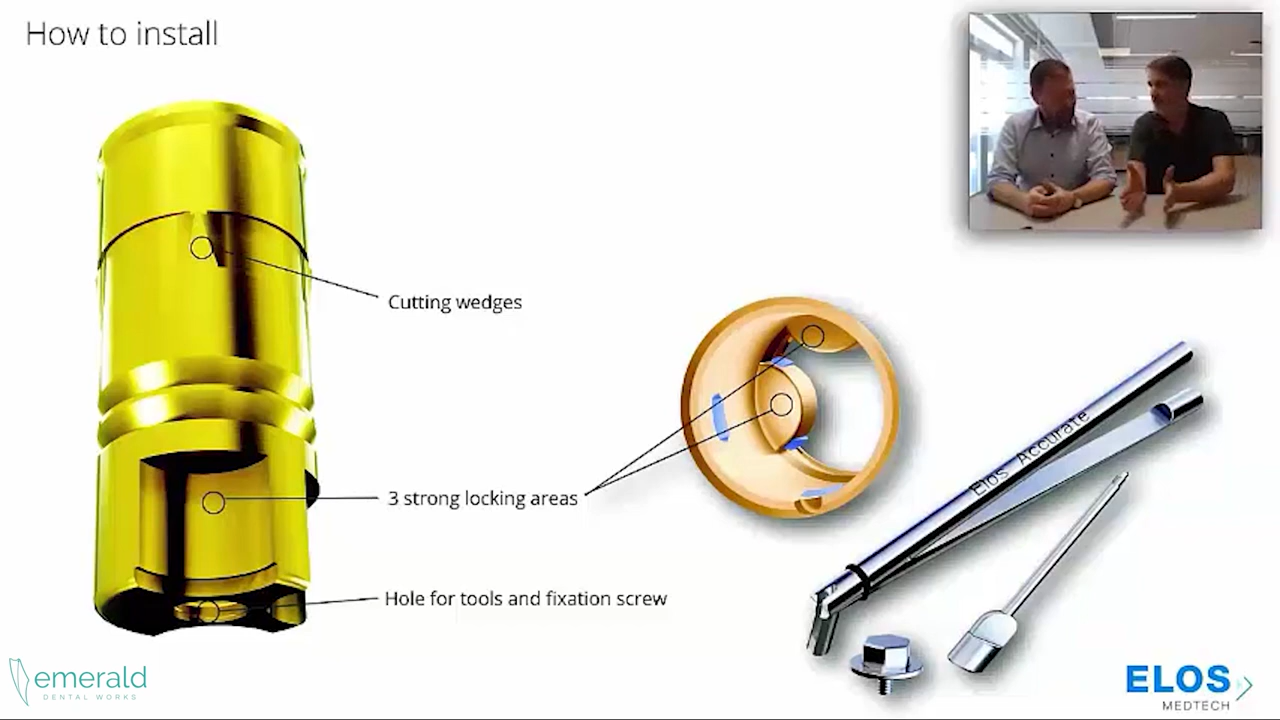 How to install
Cutting wedges
3 strong locking areas
Hole for tools and fixation screw
Elos Accurate
emerald
DENTAL WORKS
ELOS
MEDTECH